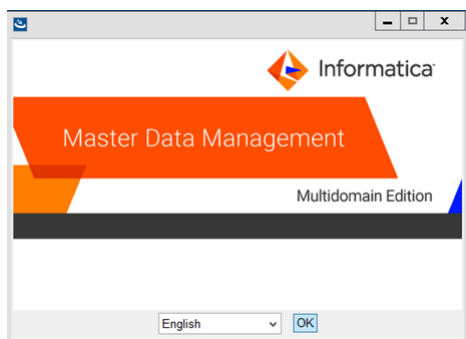 Informatica
Master Data Management
Multidomain Edition
English
OK